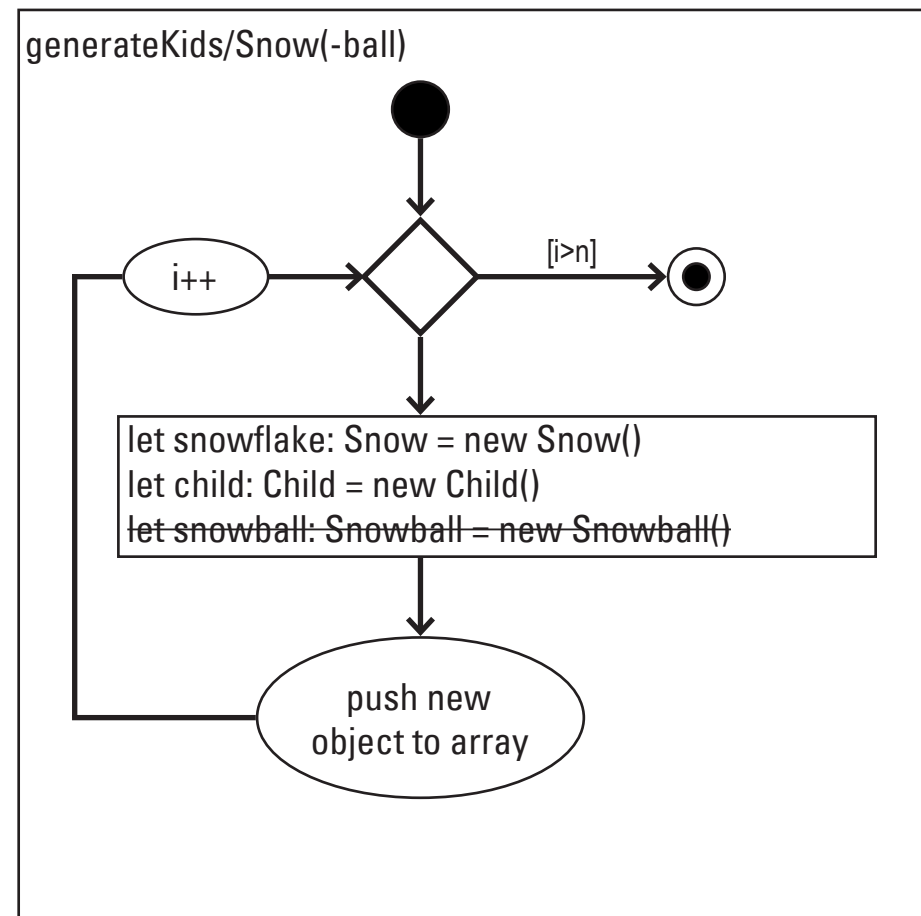 generateKids/Snow(-ball)
[i>n]
i++
let snowflake: Snow = new Snow()
let child: Child = new Child()
let snowball: Snowball = new Snowball()
push new
object to array